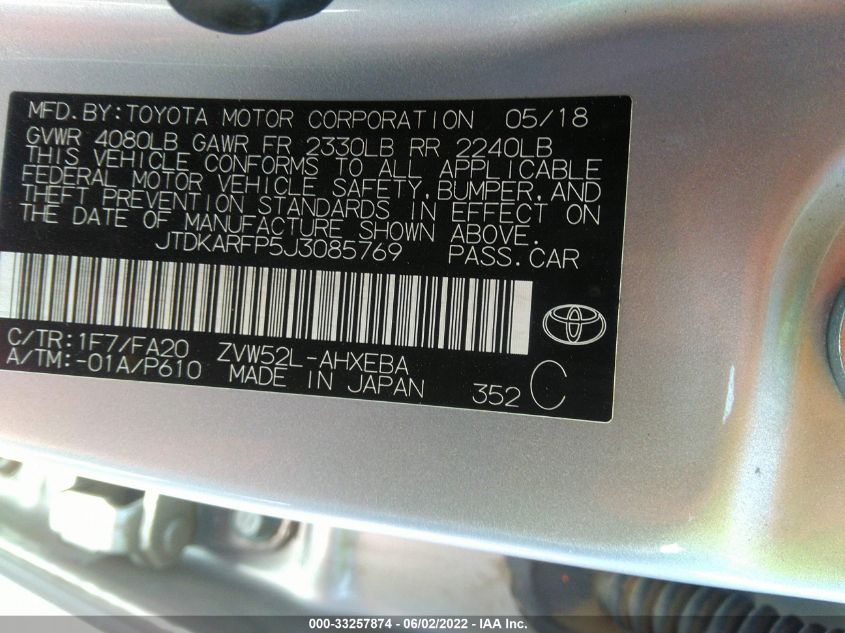 MFD.BY:TOYOTA MOTOR CORPORATION 05/18
GVWR 4080LB GAWR FR 2330LB RR 2240LB
THIS VEHICLE CONFORMS TO ALL APPLICABLE
FEDERAL MOTOR VEHICLE SAFETY,BUMPER,AND
THEFT PREVENTION STANDARDS IN EFFECT ON
THE DATE OF MANUFACTURE SHOWN ABOVE.
JTDKARFP5J3085769 PASS.CAR
C/TR:1F7/FA20 ZVW52L-AHXEBA
A/TM:-01A/P610 MADE IN JAPAN 352 C
000-33257874 | 06/02/2022 - IAA Inc.